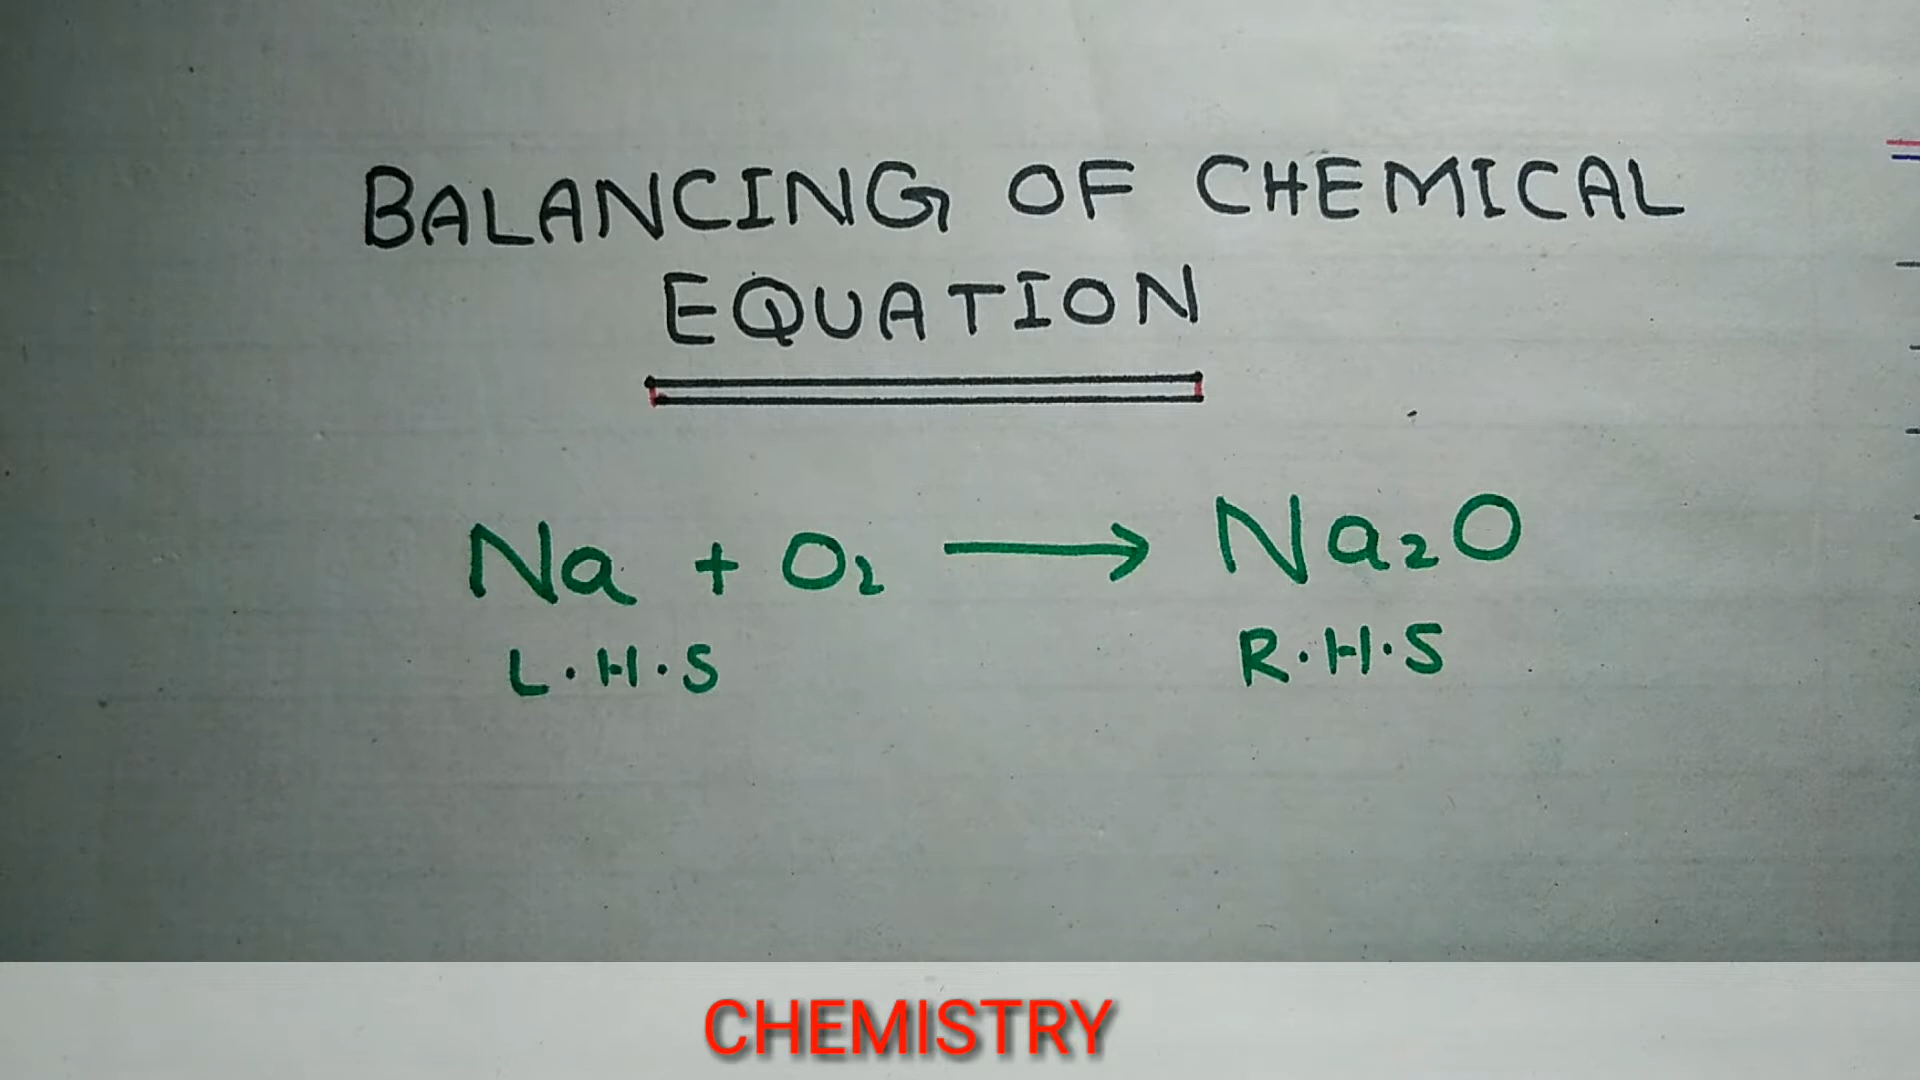 BALANCING OF CHEMICAL
EQUATION
Na + O₂ ⟶ Na₂O
L.H.S R.H.S
CHEMISTRY